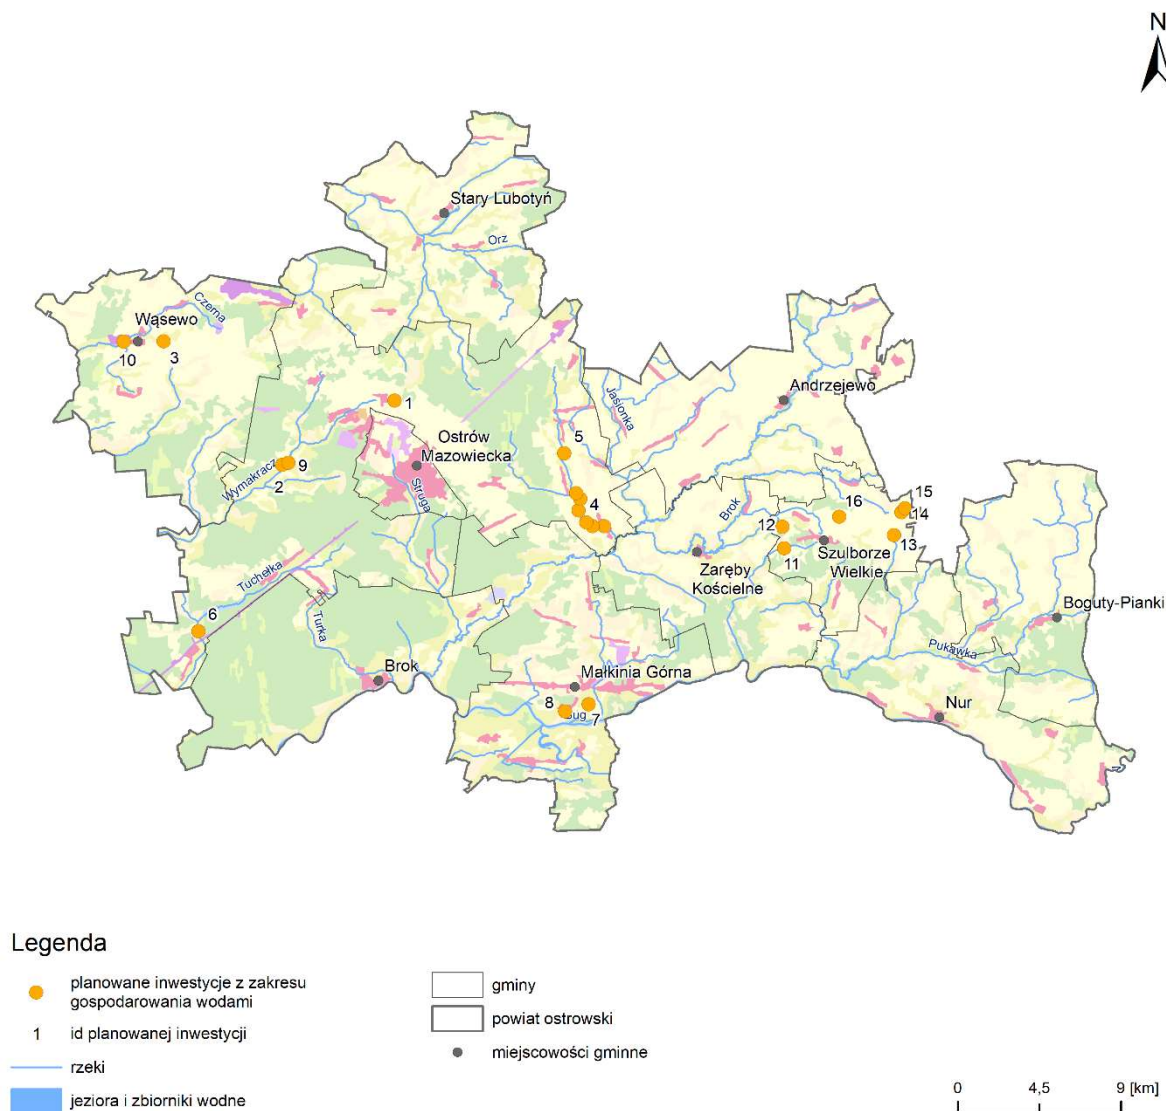 N
Stary Lubotyń
Orz
Czerna
Wąsewo
10
3
Andrzejewo
Jasionka
1
Ostrów
Mazowiecka
5
Wymakracz
9
2
Struga
4
Brok
16
15
14
12
13
11
Szulborze
Wielkie
Zaręby
Kościelne
Tuchełka
Boguty-Pianki
6
Turka
Pukawka
Brok
Małkinia Górna
Nur
8
Bug
7
Legenda
planowane inwestycje z zakresu
gospodarowania wodami
1 id planowanej inwestycji
rzeki
jeziora i zbiorniki wodne
gminy
powiat ostrowski
miejscowości gminne
0 4,5 9 [km]